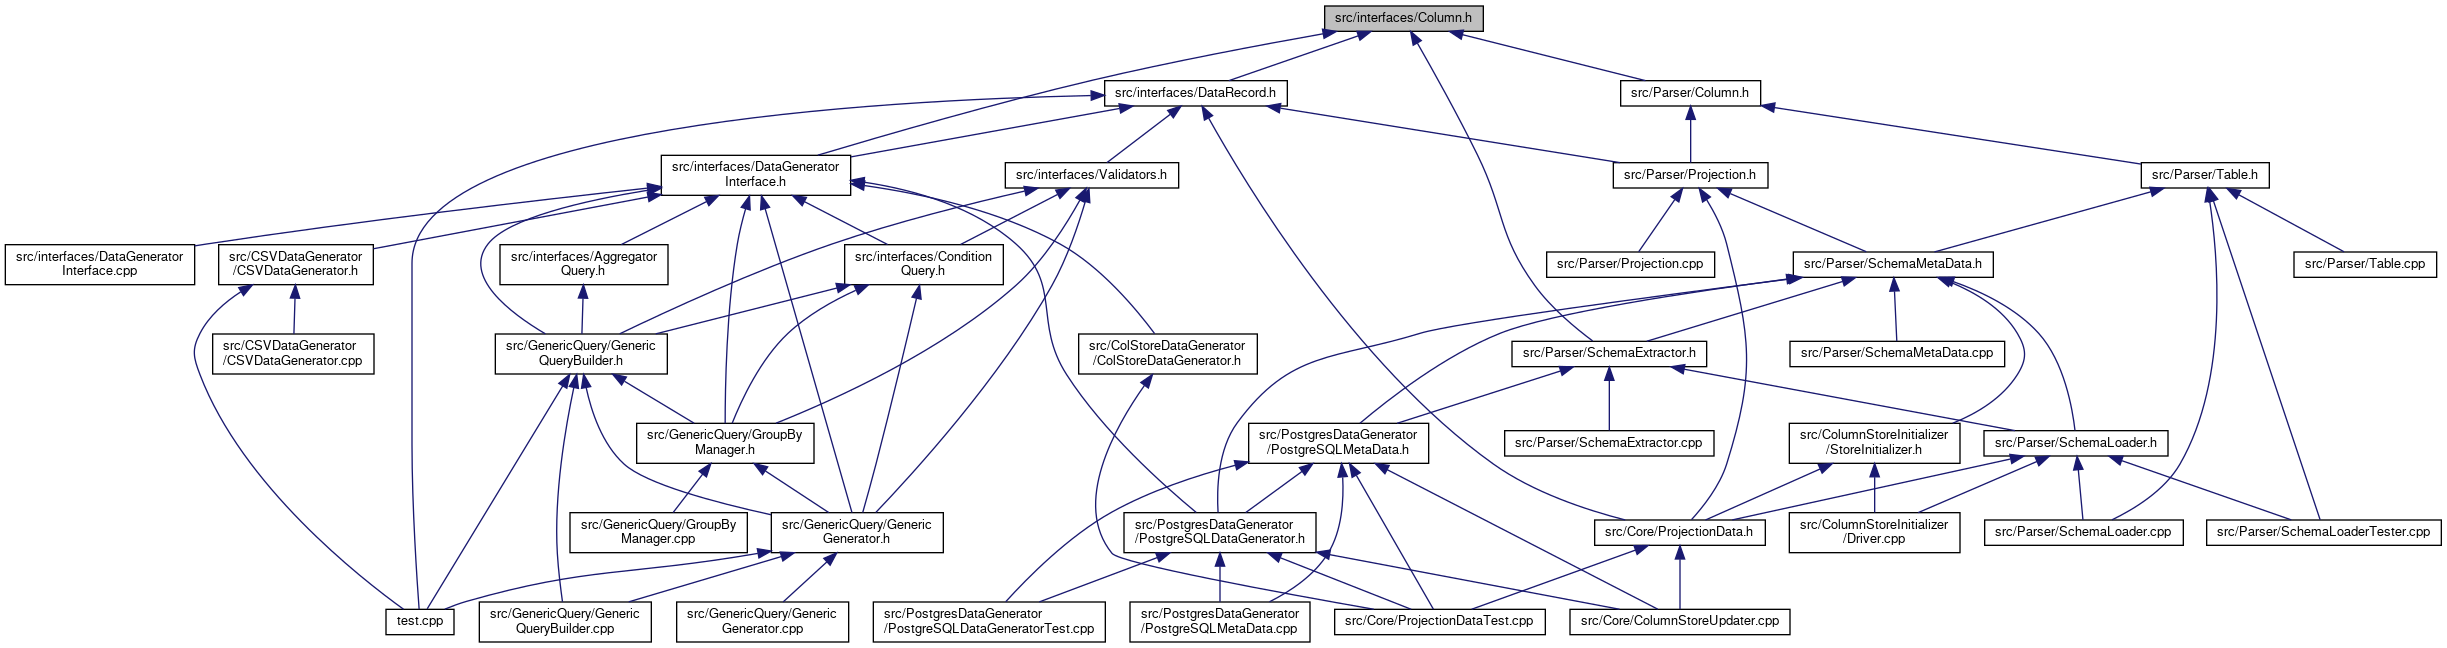 src/interfaces/Column.h
src/interfaces/DataRecord.h
src/Parser/Column.h
src/interfaces/DataGenerator
Interface.h
src/interfaces/Validators.h
src/Parser/Projection.h
src/Parser/Table.h
src/interfaces/DataGenerator
Interface.cpp
src/CSVDataGenerator
/CSVDataGenerator.h
src/interfaces/Aggregator
Query.h
src/interfaces/Condition
Query.h
src/Parser/Projection.cpp
src/Parser/SchemaMetaData.h
src/Parser/Table.cpp
src/CSVDataGenerator
/CSVDataGenerator.cpp
src/GenericQuery/Generic
QueryBuilder.h
src/ColStoreDataGenerator
/ColStoreDataGenerator.h
src/Parser/SchemaExtractor.h
src/Parser/SchemaMetaData.cpp
src/GenericQuery/GroupBy
Manager.h
src/PostgresDataGenerator
/PostgreSQLMetaData.h
src/Parser/SchemaExtractor.cpp
src/ColumnStoreInitializer
/StoreInitializer.h
src/Parser/SchemaLoader.h
src/GenericQuery/GroupBy
Manager.cpp
src/GenericQuery/Generic
Generator.h
src/PostgresDataGenerator
/PostgreSQLDataGenerator.h
src/Core/ProjectionData.h
src/ColumnStoreInitializer
/Driver.cpp
src/Parser/SchemaLoader.cpp
src/Parser/SchemaLoaderTester.cpp
test.cpp
src/GenericQuery/Generic
QueryBuilder.cpp
src/GenericQuery/Generic
Generator.cpp
src/PostgresDataGenerator
/PostgreSQLDataGeneratorTest.cpp
src/PostgresDataGenerator
/PostgreSQLMetaData.cpp
src/Core/ProjectionDataTest.cpp
src/Core/ColumnStoreUpdater.cpp